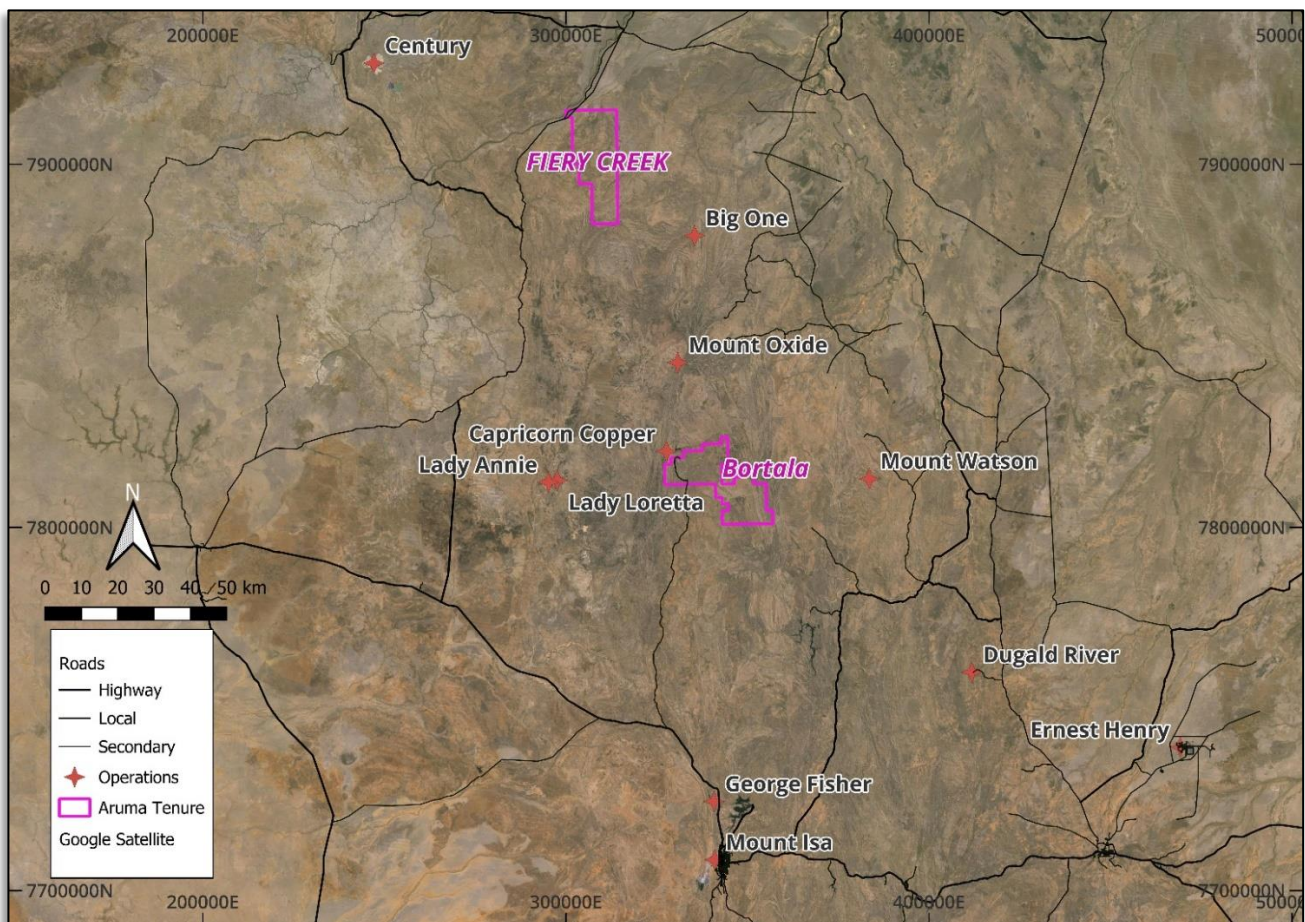 200000E
300000E
400000E
50000
Century
7900000N
FIERY CREEK
7900000N
Big One
Mount Oxide
Capricorn Copper
Lady Annie
Bortala
Mount Watson
Lady Loretta
N
7800000N
7800000N
0 10 20 30 40 50 km
Roads
Highway
Local
Secondary
Operations
Aruma Tenure
Google Satellite
Dugald River
Ernest Henry
George Fisher
Mount Isa
7700000N
7700000N
200000E
300000E
400000E
50000